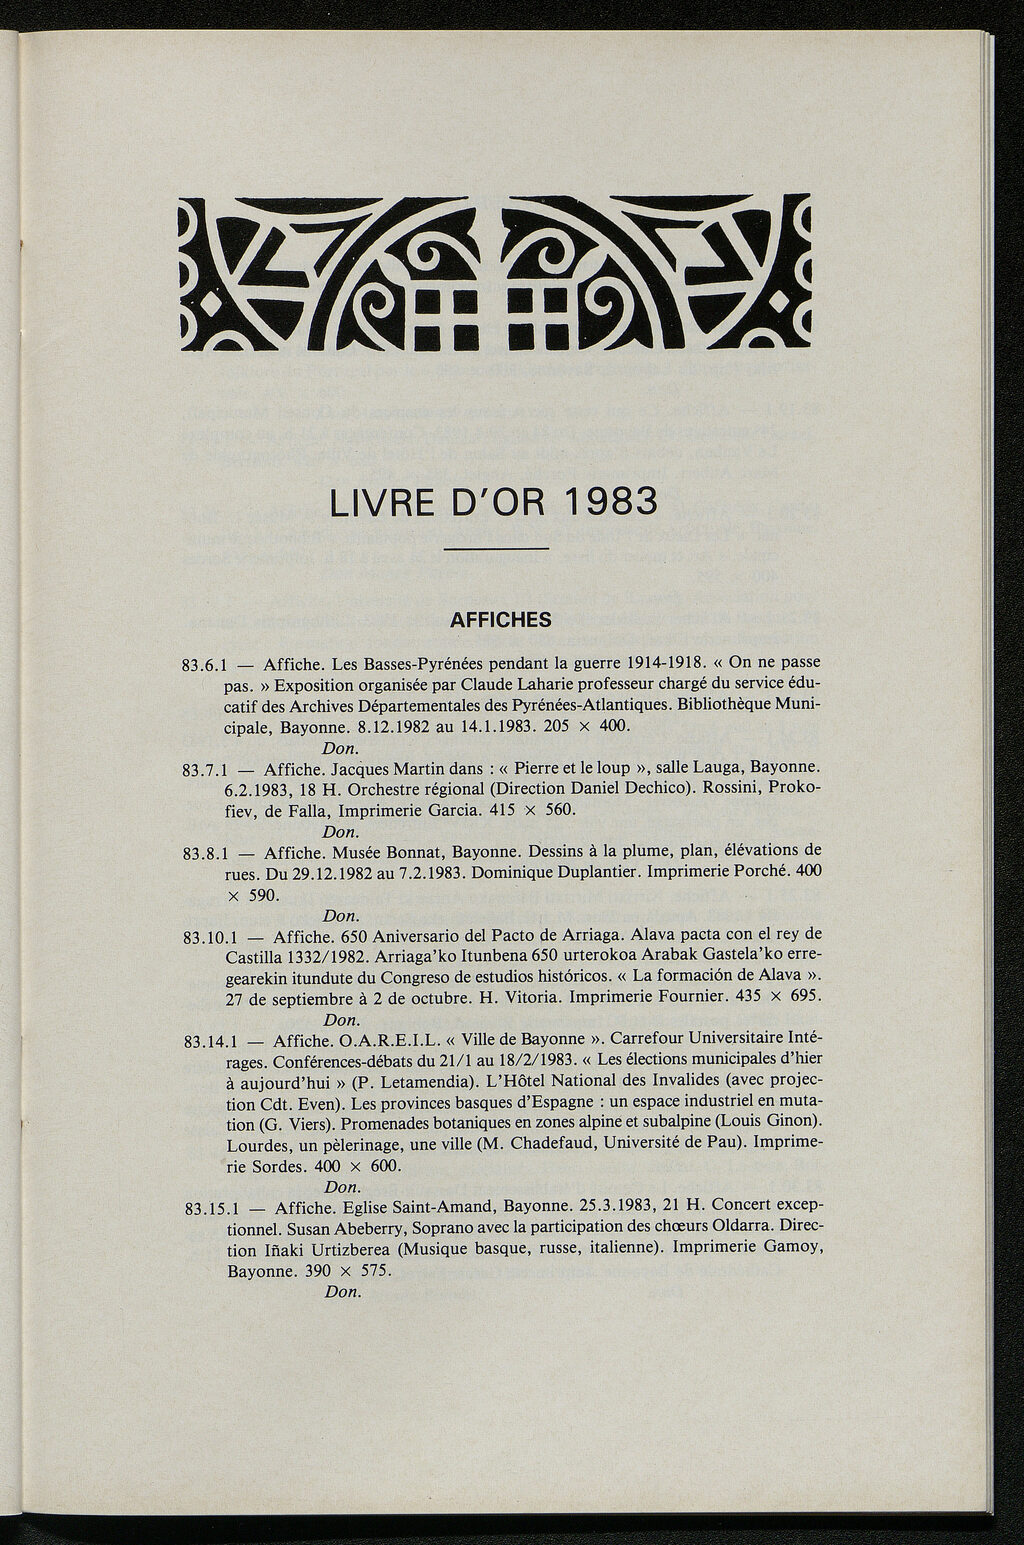 LIVRE D'OR 1983
AFFICHES
83.6.1 — Affiche. Les Basses-Pyrénées pendant la guerre 1914-1918. « On ne passe
pas. » Exposition organisée par Claude Laharie professeur chargé du service édu-
catif des Archives Départementales des Pyrénées-Atlantiques. Bibliothèque Muni-
cipale, Bayonne. 8.12.1982 au 14.1.1983. 205 × 400.
Don.
83.7.1 — Affiche. Jacques Martin dans : « Pierre et le loup », salle Lauga, Bayonne.
6.2.1983, 18 H. Orchestre régional (Direction Daniel Dechico). Rossini, Proko-
fiev, de Falla, Imprimerie Garcia. 415 × 560.
Don.
83.8.1 — Affiche. Musée Bonnat, Bayonne. Dessins à la plume, plan, élévations de
rues. Du 29.12.1982 au 7.2.1983. Dominique Duplantier. Imprimerie Porché. 400
× 590.
Don.
83.10.1 — Affiche. 650 Aniversario del Pacto de Arriaga. Alava pacta con el rey de
Castilla 1332/1982. Arriaga'ko Itunbena 650 urterokoa Arabak Gastela'ko erre-
gearekin itundute du Congreso de estudios históricos. « La formación de Alava ».
27 de septiembre à 2 de octubre. H. Vitoria. Imprimerie Fournier. 435 × 695.
Don.
83.14.1 — Affiche. O.A.R.E.I.L. « Ville de Bayonne ». Carrefour Universitaire Inté-
rages. Conférences-débats du 21/1 au 18/2/1983. « Les élections municipales d'hier
à aujourd'hui » (P. Letamendia). L'Hôtel National des Invalides (avec projec-
tion Cdt. Even). Les provinces basques d'Espagne : un espace industriel en muta-
tion (G. Viers). Promenades botaniques en zones alpine et subalpine (Louis Ginon).
Lourdes, un pèlerinage, une ville (M. Chadefaud, Université de Pau). Imprime-
rie Sordes. 400 × 600.
Don.
83.15.1 — Affiche. Eglise Saint-Amand, Bayonne. 25.3.1983, 21 H. Concert excep-
tionnel. Susan Abeberry, Soprano avec la participation des chœurs Oldarra. Direc-
tion Iñaki Urtizberea (Musique basque, russe, italienne). Imprimerie Gamoy,
Bayonne. 390 × 575.
Don.